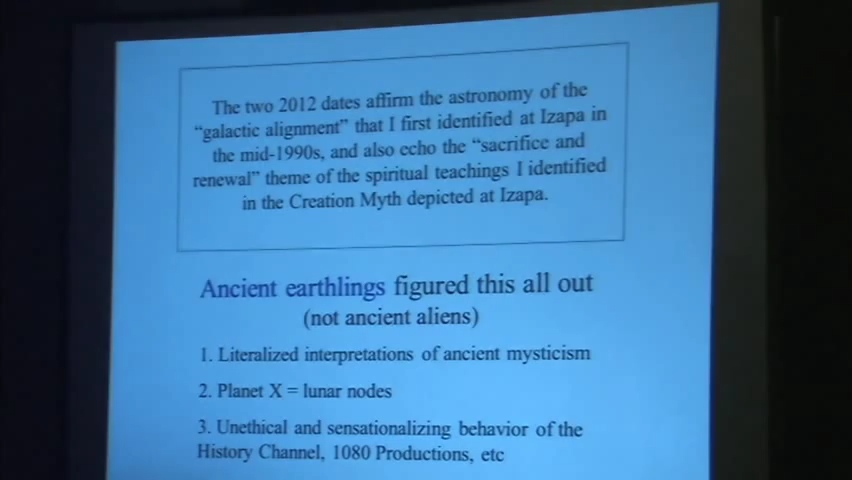 The two 2012 dates affirm the astronomy of the
“galactic alignment” that I first identified at Izapa in
the mid-1990s, and also echo the “sacrifice and
renewal” theme of the spiritual teachings I identified
in the Creation Myth depicted at Izapa.
Ancient earthlings figured this all out
(not ancient aliens)
1. Literalized interpretations of ancient mysticism
2. Planet X = lunar nodes
3. Unethical and sensationalizing behavior of the
History Channel, 1080 Productions, etc